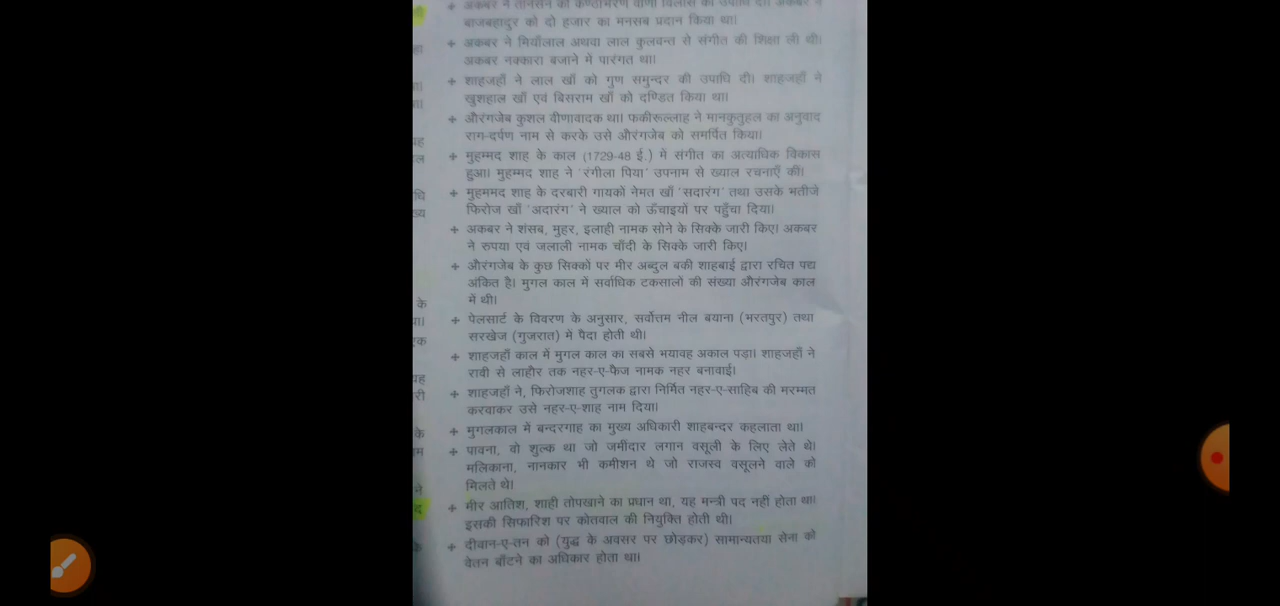 अकबर ने तानसेन को कण्ठाभरण वाणी विलास की उपाधि दी। अकबर ने
बाजबहादुर को दो हजार का मनसब प्रदान किया था।
+ अकबर ने मियाँलाल अथवा लाल कुलवन्त से संगीत की शिक्षा ली थी।
अकबर नक्कारा बजाने में पारंगत था।
+ शाहजहाँ ने लाल खाँ को गुण समुन्दर की उपाधि दी। शाहजहाँ ने
खुशहाल खाँ एवं बिसराम खाँ को दण्डित किया था।
+ औरंगजेब कुशल वीणावादक था। फकीरूल्लाह ने मानकुतुहल का अनुवाद
राग-दर्पण नाम से करके उसे औरंगजेब को समर्पित किया।
+ मुहम्मद शाह के काल (1729-48 ई.) में संगीत का अत्याधिक विकास
हुआ। मुहम्मद शाह ने 'रंगीला पिया' उपनाम से ख्याल रचनाएँ कीं।
+ मुहममद शाह के दरबारी गायकों नेमत खाँ 'सदारंग' तथा उसके भतीजे
फिरोज खाँ 'अदारंग' ने ख्याल को ऊँचाइयों पर पहुँचा दिया।
+ अकबर ने शंसब, मुहर, इलाही नामक सोने के सिक्के जारी किए। अकबर
ने रुपया एवं जलाली नामक चाँदी के सिक्के जारी किए।
+ औरंगजेब के कुछ सिक्कों पर मीर अब्दुल बकी शाहबाई द्वारा रचित पद्य
अंकित है। मुगल काल में सर्वाधिक टकसालों की संख्या औरंगजेब काल
में थी।
+ पेलसार्ट के विवरण के अनुसार, सर्वोत्तम नील बयाना (भरतपुर) तथा
सरखेज (गुजरात) में पैदा होती थी।
+ शाहजहाँ काल में मुगल काल का सबसे भयावह अकाल पड़ा। शाहजहाँ ने
रावी से लाहौर तक नहर-ए-फैज नामक नहर बनावाई।
+ शाहजहाँ ने, फिरोजशाह तुगलक द्वारा निर्मित नहर-ए-साहिब की मरम्मत
करवाकर उसे नहर-ए-शाह नाम दिया।
+ मुगलकाल में बन्दरगाह का मुख्य अधिकारी शाहबन्दर कहलाता था।
+ पावना, वो शुल्क था जो जमींदार लगान वसूली के लिए लेते थे।
मलिकाना, नानकार भी कमीशन थे जो राजस्व वसूलने वाले को
मिलते थे।
+ मीर आतिश, शाही तोपखाने का प्रधान था, यह मन्त्री पद नहीं होता था।
इसकी सिफारिश पर कोतवाल की नियुक्ति होती थी।
+ दीवान-ए-तन को (युद्ध के अवसर पर छोड़कर) सामान्यतया सेना को
वेतन बाँटने का अधिकार होता था।